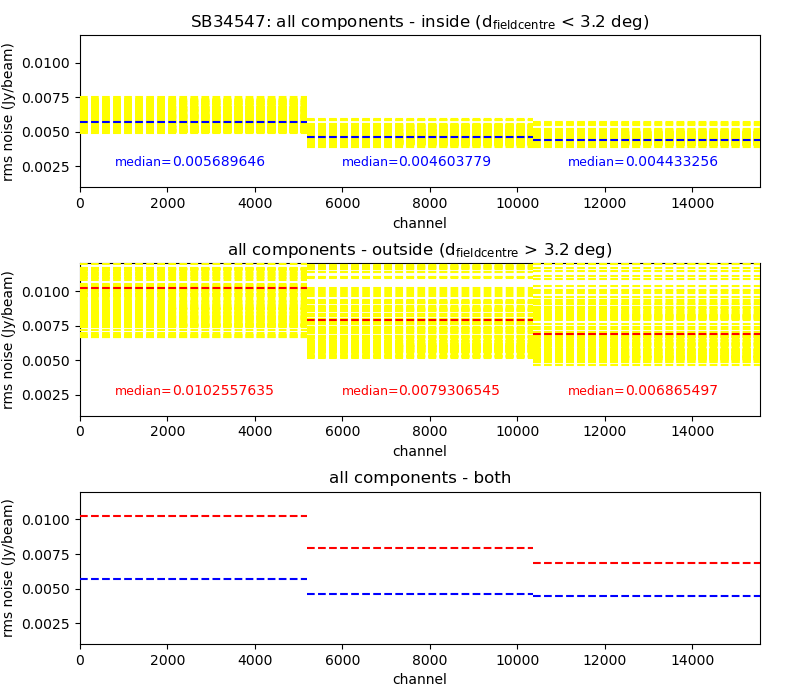 SB34547: all components - inside (dfieldcentre < 3.2 deg)
rms noise (Jy/beam)
0.0100
0.0075
0.0050
0.0025
median=0.005689646 median=0.004603779 median=0.004433256
0 2000 4000 6000 8000 10000 12000 14000
channel
all components - outside (dfieldcentre > 3.2 deg)
rms noise (Jy/beam)
0.0100
0.0075
0.0050
0.0025
median=0.0102557635 median=0.0079306545 median=0.006865497
0 2000 4000 6000 8000 10000 12000 14000
channel
all components - both
rms noise (Jy/beam)
0.0100
0.0075
0.0050
0.0025
0 2000 4000 6000 8000 10000 12000 14000
channel